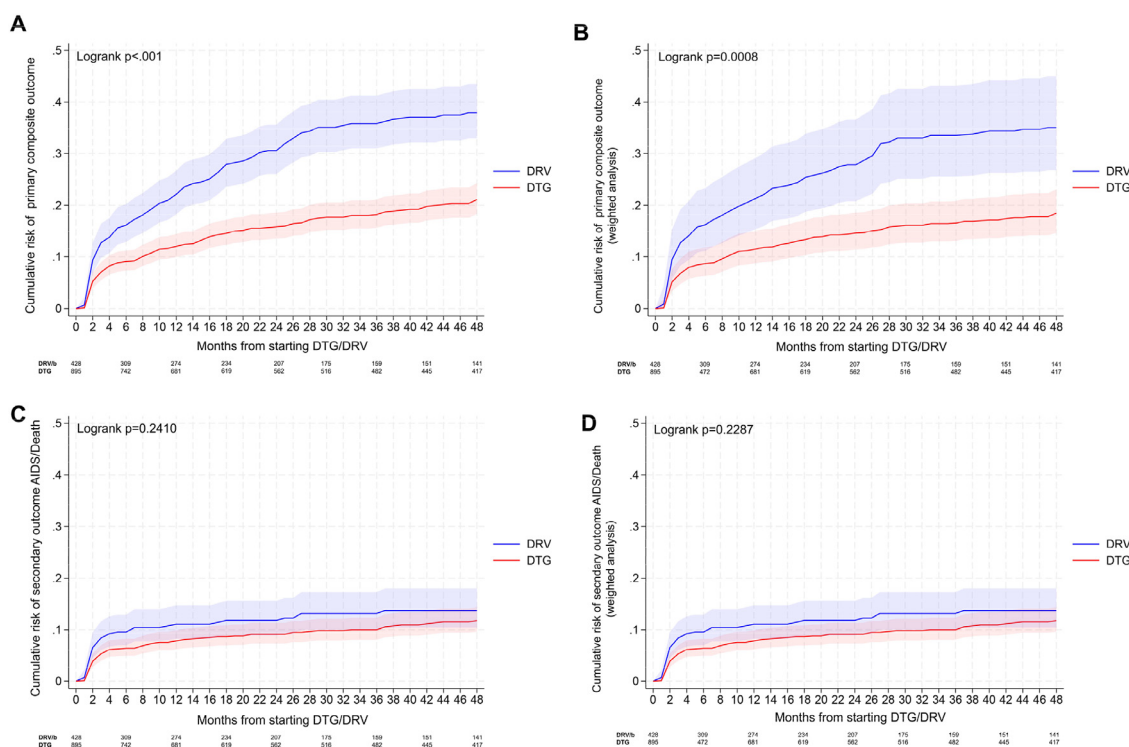 A
Logrank p<.001
Cumulative risk of primary composite outcome
.5
.4
.3
.2
.1
0
0 2 4 6 8 10 12 14 16 18 20 22 24 26 28 30 32 34 36 38 40 42 44 46 48
Months from starting DTG/DRV
DRV
DTG
DRV/b 428 309 274 234 207 175 159 151 141
DTG 895 742 681 619 562 516 482 445 417
B
Logrank p=0.0008
Cumulative risk of primary composite outcome
(weighted analysis)
.5
.4
.3
.2
.1
0
0 2 4 6 8 10 12 14 16 18 20 22 24 26 28 30 32 34 36 38 40 42 44 46 48
Months from starting DTG/DRV
DRV
DTG
DRV/b 428 309 274 234 207 175 159 151 141
DTG 895 472 681 619 562 516 482 445 417
C
Logrank p=0.2410
Cumulative risk of secondary outcome AIDS/Death
.5
.4
.3
.2
.1
0
0 2 4 6 8 10 12 14 16 18 20 22 24 26 28 30 32 34 36 38 40 42 44 46 48
Months from starting DTG/DRV
DRV
DTG
DRV/b 428 309 274 234 207 175 159 151 141
DTG 895 742 681 619 562 516 482 445 417
D
Logrank p=0.2287
Cumulative risk of secndary outcome AIDS/Death
(weighted analysis)
.5
.4
.3
.2
.1
0
0 2 4 6 8 10 12 14 16 18 20 22 24 26 28 30 32 34 36 38 40 42 44 46 48
Months from starting DTG/DRV
DRV
DTG
DRV/b 428 309 274 234 207 175 159 151 141
DTG 895 472 681 619 562 516 482 445 417